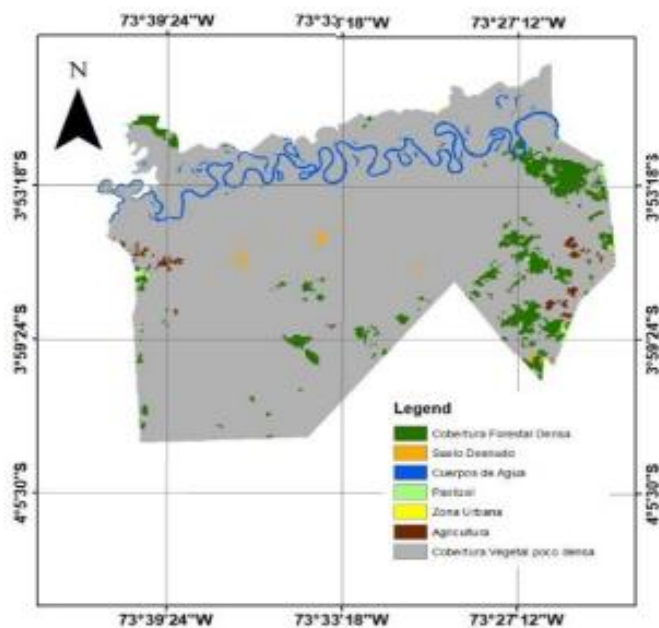 73°39'24"W 73°33'18"W 73°27'12"W
N
3°53'18"S 3°53'18"S
3°59'24"S 3°59'24"S
Legend
Cobertura Forestal Densa
Suelo Desnudo
Cuerpos de Agua
Pastizal
Zona Urbana
Agricultura
Cobertura Vegetal poco densa
4°5'30"S 4°5'30"S
73°39'24"W 73°33'18"W 73°27'12"W